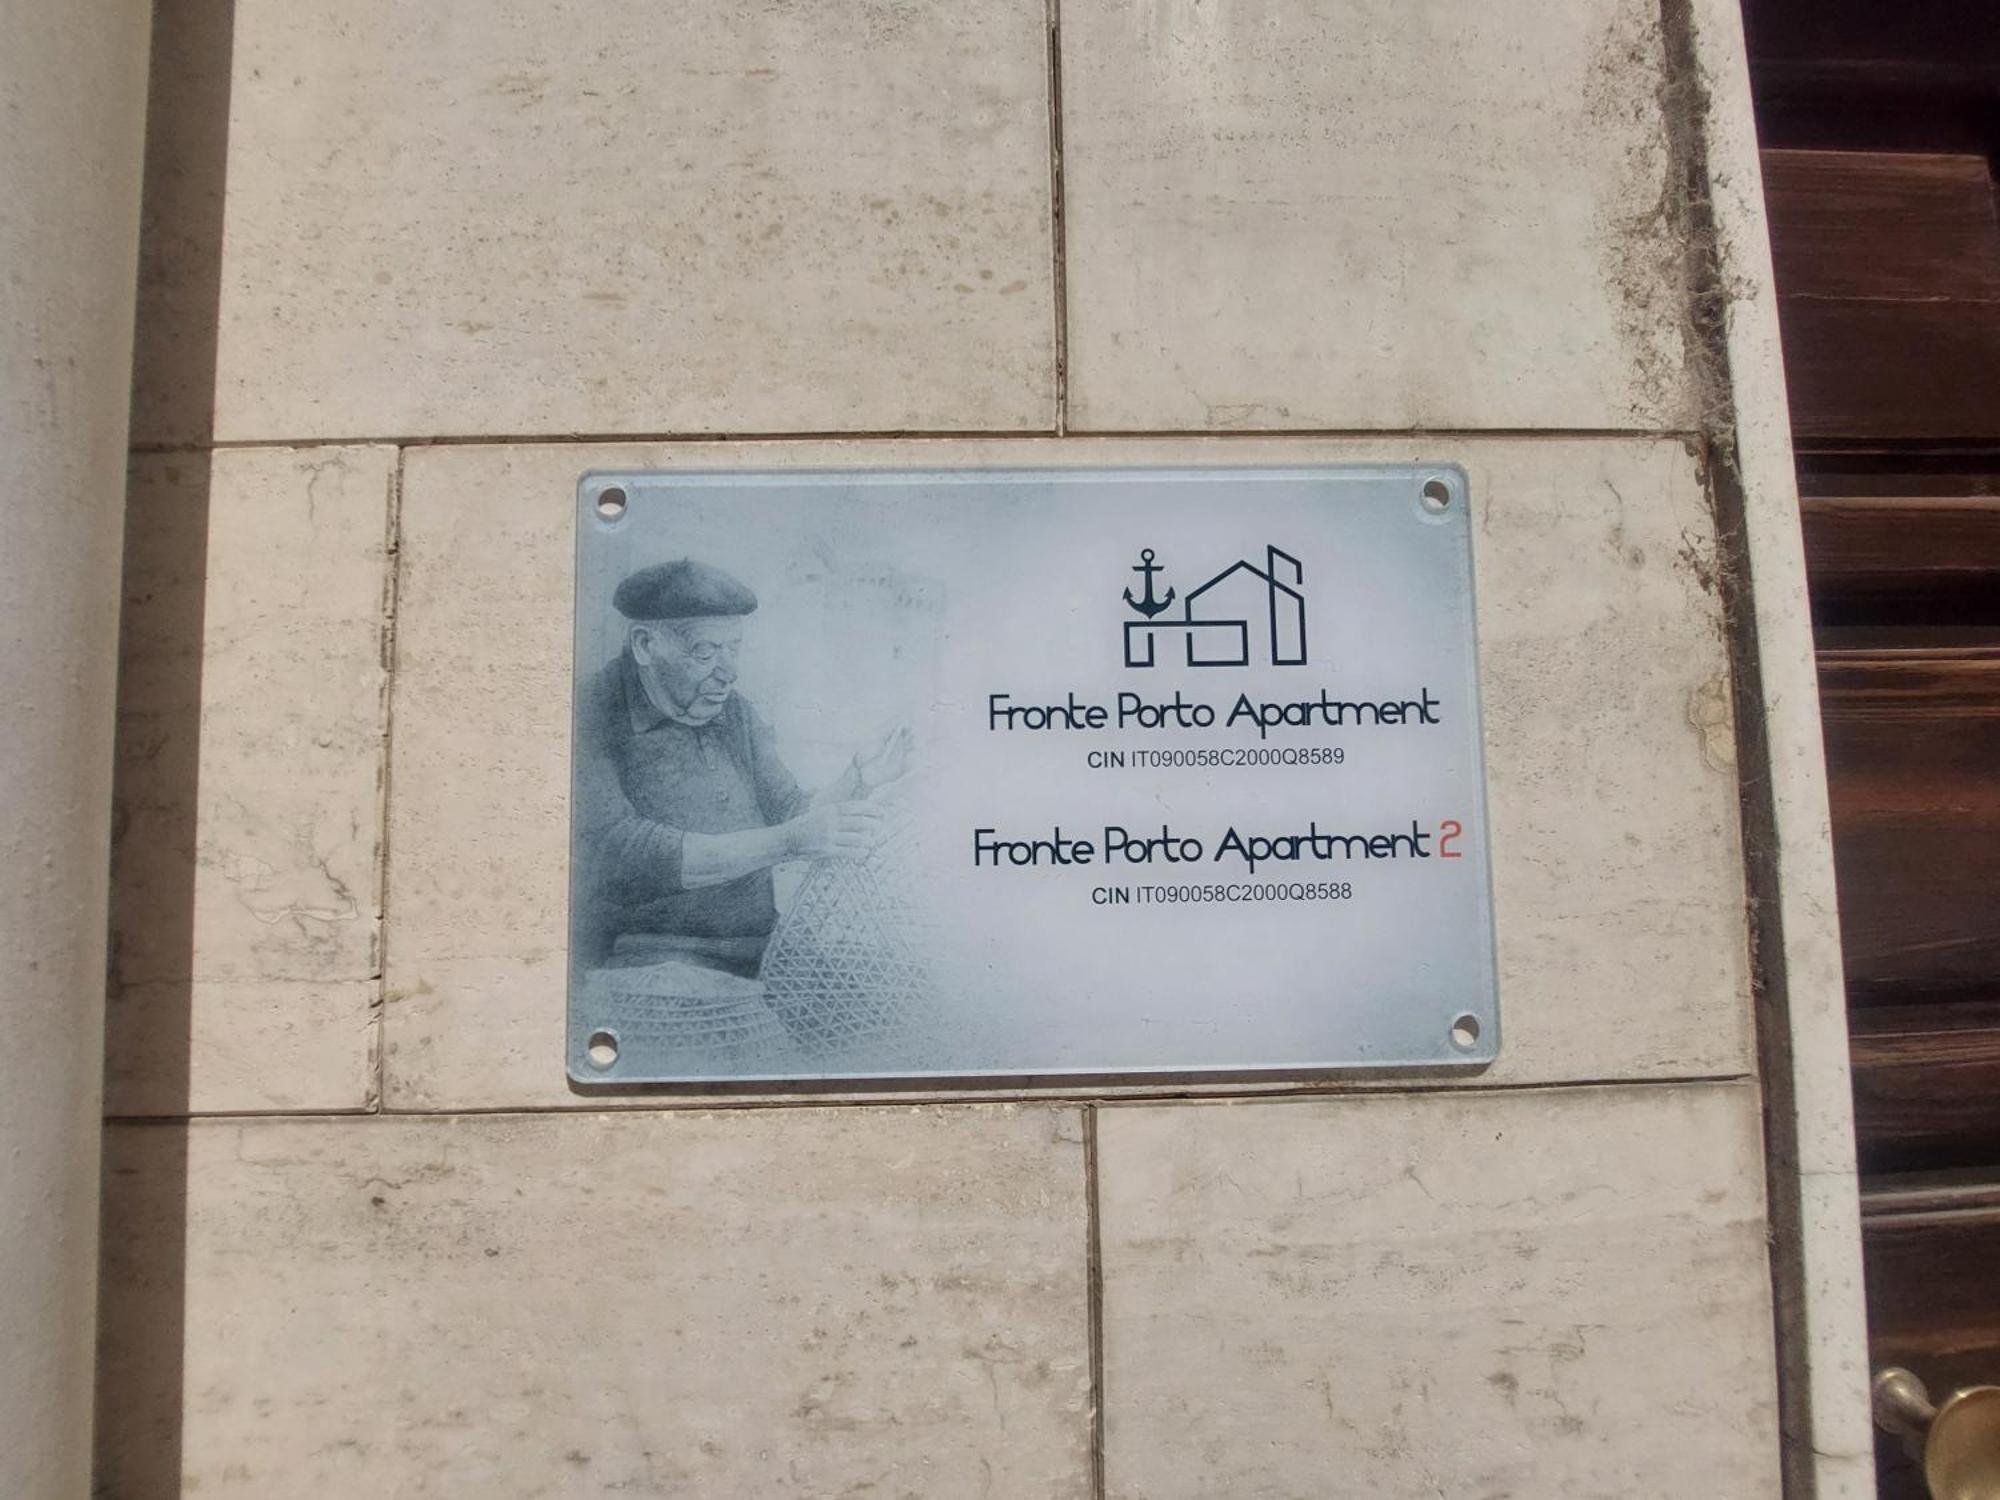 Fronte Porto Apartment
CIN IT090058C2000Q8589
Fronte Porto Apartment 2
CIN IT090058C2000Q8588